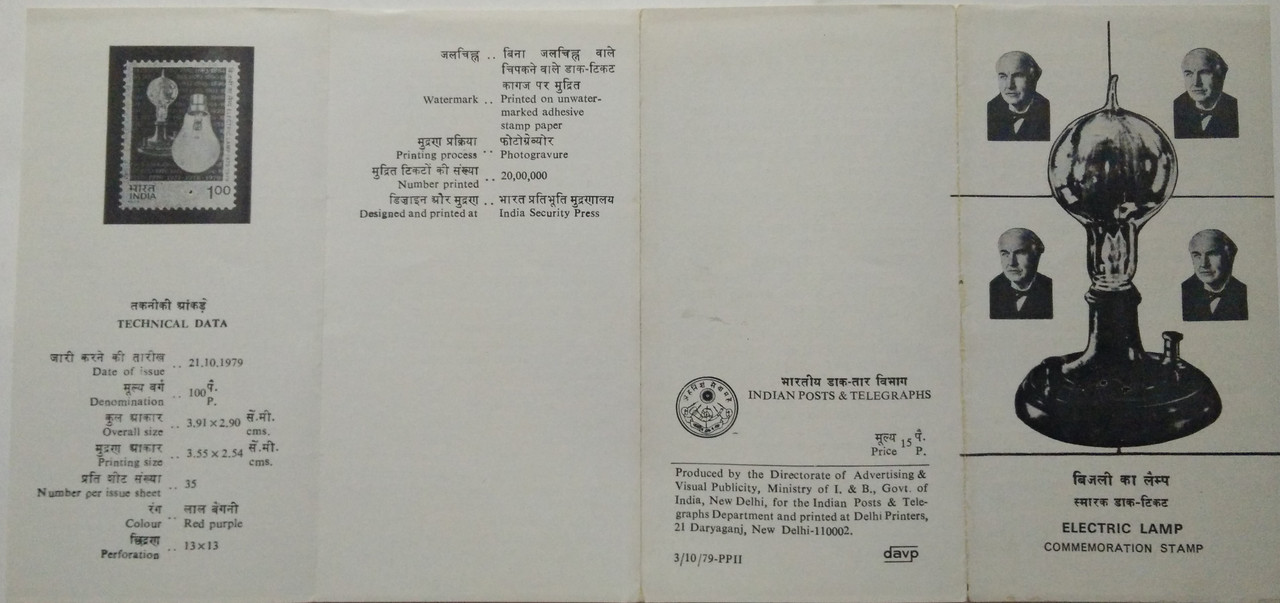 भारत
INDIA
1.00
तकनीकी आंकड़े
TECHNICAL DATA
जारी करने की तारीख
Date of issue .. 21.10.1979
मूल्य वर्ग
Denomination .. 100 पै. P.
कुल आकार
Overall size .. 3.91 × 2.90 सें.मी. cms.
मुद्रण आकार
Printing size .. 3.55 × 2.54 सें.मी. cms.
प्रति शीट संख्या
Number per issue sheet .. 35
रंग .. लाल बैंगनी
Colour .. Red purple
छिद्रण
Perforation .. 13×13
जलचिह्न .. बिना जलचिह्न वाले
चिपकने वाले डाक-टिकट
कागज पर मुद्रित
Watermark .. Printed on unwater-
marked adhesive
stamp paper
मुद्रण प्रक्रिया .. फोटोग्रेव्योर
Printing process .. Photogravure
मुद्रित टिकटों की संख्या
Number printed .. 20,00,000
डिज़ाइन और मुद्रण .. भारत प्रतिभूति मुद्रणालय
Designed and printed at India Security Press
भारतीय डाक-तार विभाग
INDIAN POSTS & TELEGRAPHS
मूल्य 15 पै.
Price P.
Produced by the Directorate of Advertising &
Visual Publicity, Ministry of I. & B., Govt. of
India, New Delhi, for the Indian Posts & Tele-
graphs Department and printed at Delhi Printers,
21 Daryaganj, New Delhi-110002.
3/10/79-PPII
davp
बिजली का लैम्प
स्मारक डाक-टिकट
ELECTRIC LAMP
COMMEMORATION STAMP